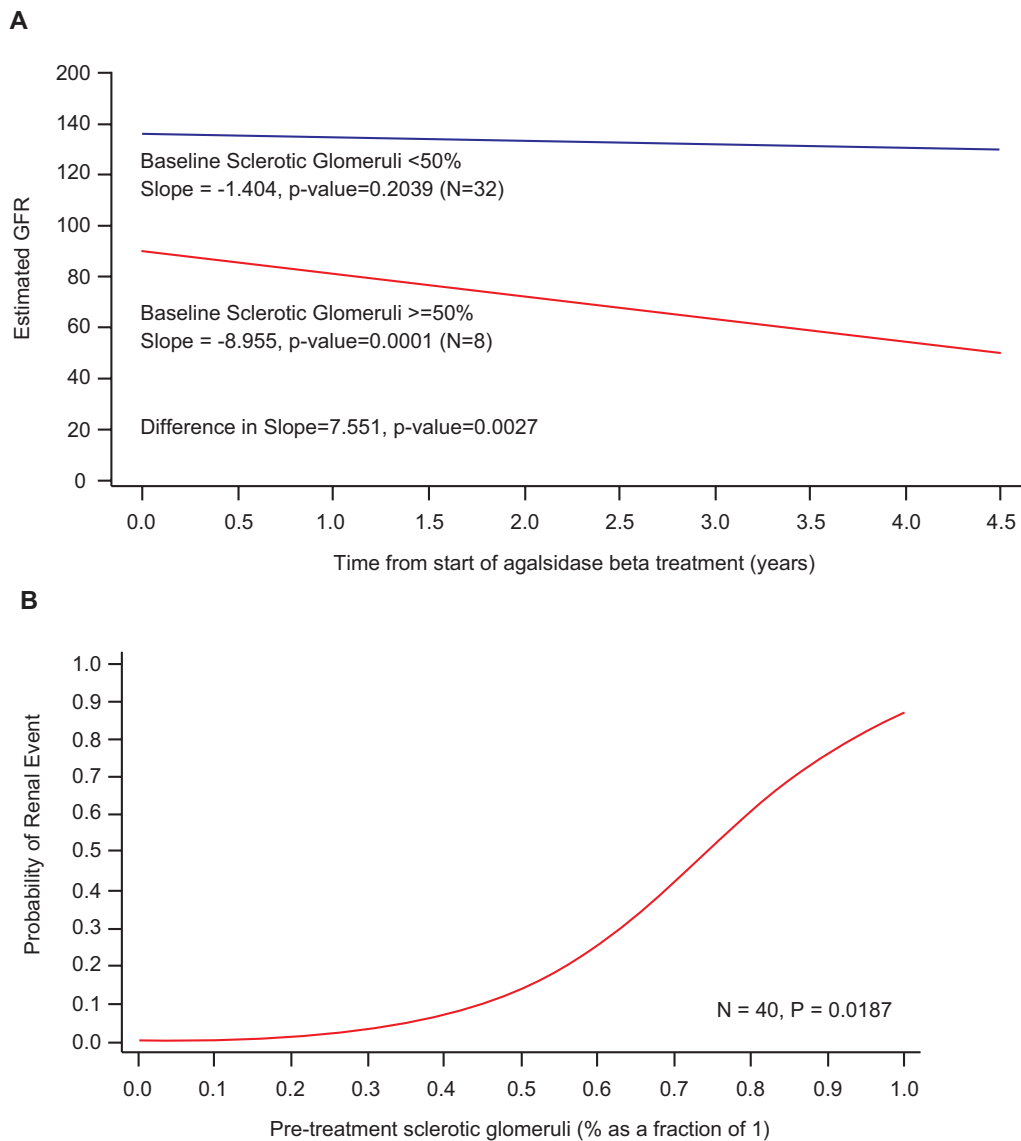 A
200
140
120
100
80
60
40
20
0
Estimated GFR
Baseline Sclerotic Glomeruli <50%
Slope = -1.404, p-value=0.2039 (N=32)
Baseline Sclerotic Glomeruli >=50%
Slope = -8.955, p-value=0.0001 (N=8)
Difference in Slope=7.551, p-value=0.0027
0.0 0.5 1.0 1.5 2.0 2.5 3.0 3.5 4.0 4.5
Time from start of agalsidase beta treatment (years)
B
1.0
0.9
0.8
0.7
0.6
0.5
0.4
0.3
0.2
0.1
0.0
Probability of Renal Event
N = 40, P = 0.0187
0.0 0.1 0.2 0.3 0.4 0.5 0.6 0.7 0.8 0.9 1.0
Pre-treatment sclerotic glomeruli (% as a fraction of 1)